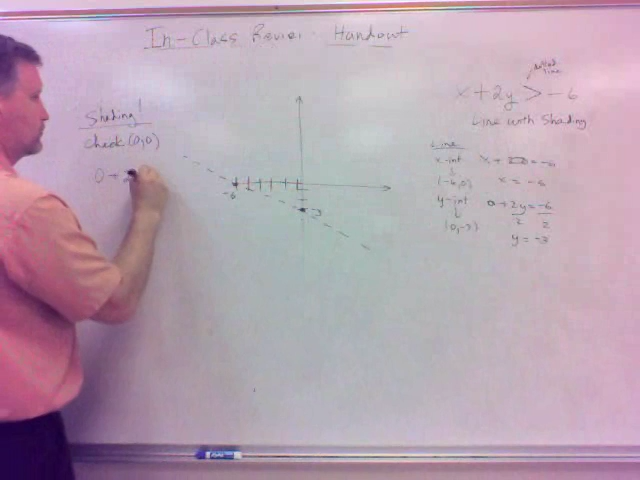 In-Class Review Handout
Shading!
Check (0,0)
0 + 2
-6
-3
dotted
line
x + 2y > -6
Line with Shading
Line
x-int
x + = -6
(-6,0)
x = -6
y-int
0 + 2y = -6
2 2
(0,-3)
y = -3